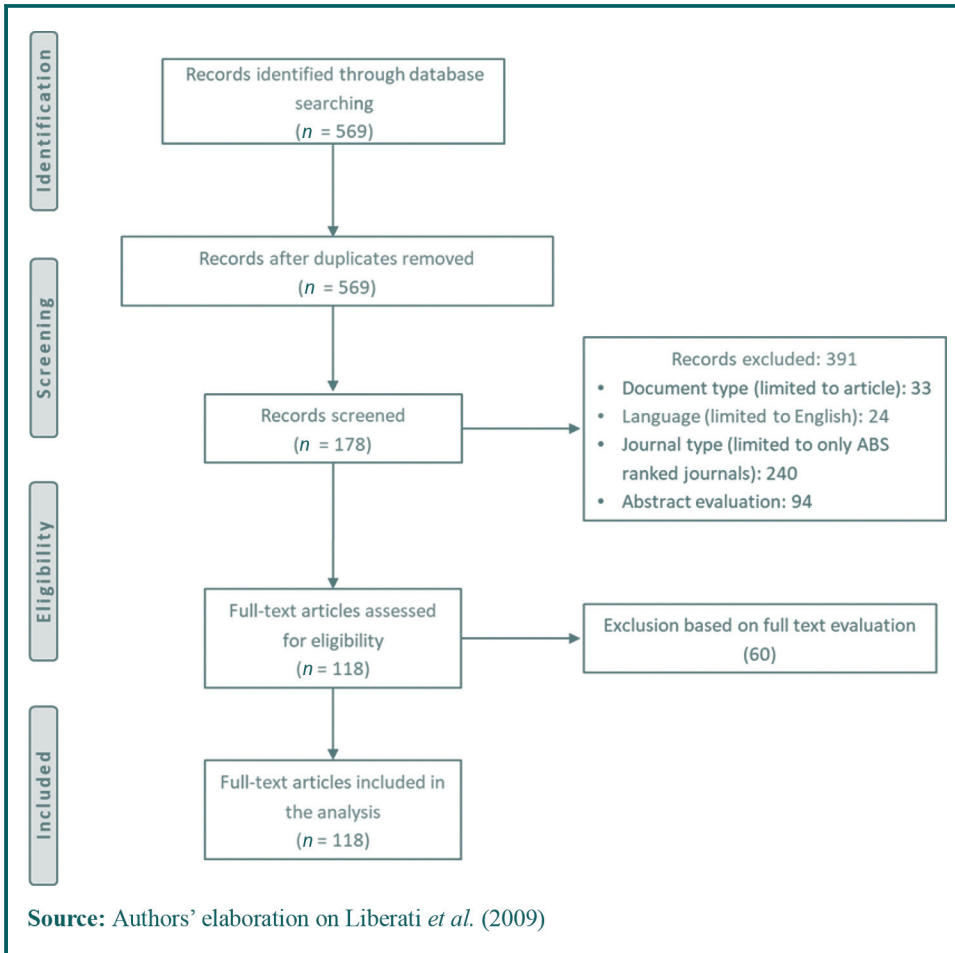 Identification
Records identified through database
searching
(n = 569)
Records after duplicates removed
(n = 569)
Screening
Records screened
(n = 178)
Records excluded: 391
• Document type (limited to article): 33
• Language (limited to English): 24
• Journal type (limited to only ABS
ranked journals): 240
• Abstract evaluation: 94
Eligibility
Full-text articles assessed
for eligibility
(n = 118)
Exclusion based on full text evaluation
(60)
Included
Full-text articles included in
the analysis
(n = 118)
Source: Authors’ elaboration on Liberati et al. (2009)